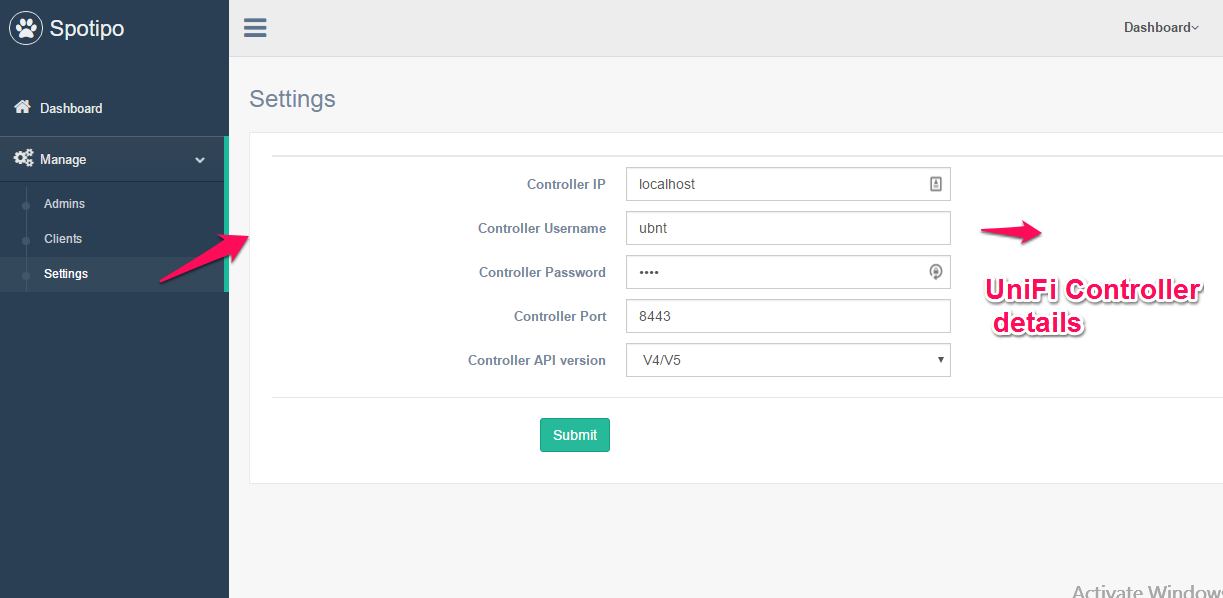 Spotipo
Dashboard
Dashboard
Manage
Admins
Clients
Settings
Settings
Controller IP localhost
Controller Username ubnt
Controller Password ••••
Controller Port 8443
Controller API version V4/V5
Submit
UniFi Controller
details
Activate Windows